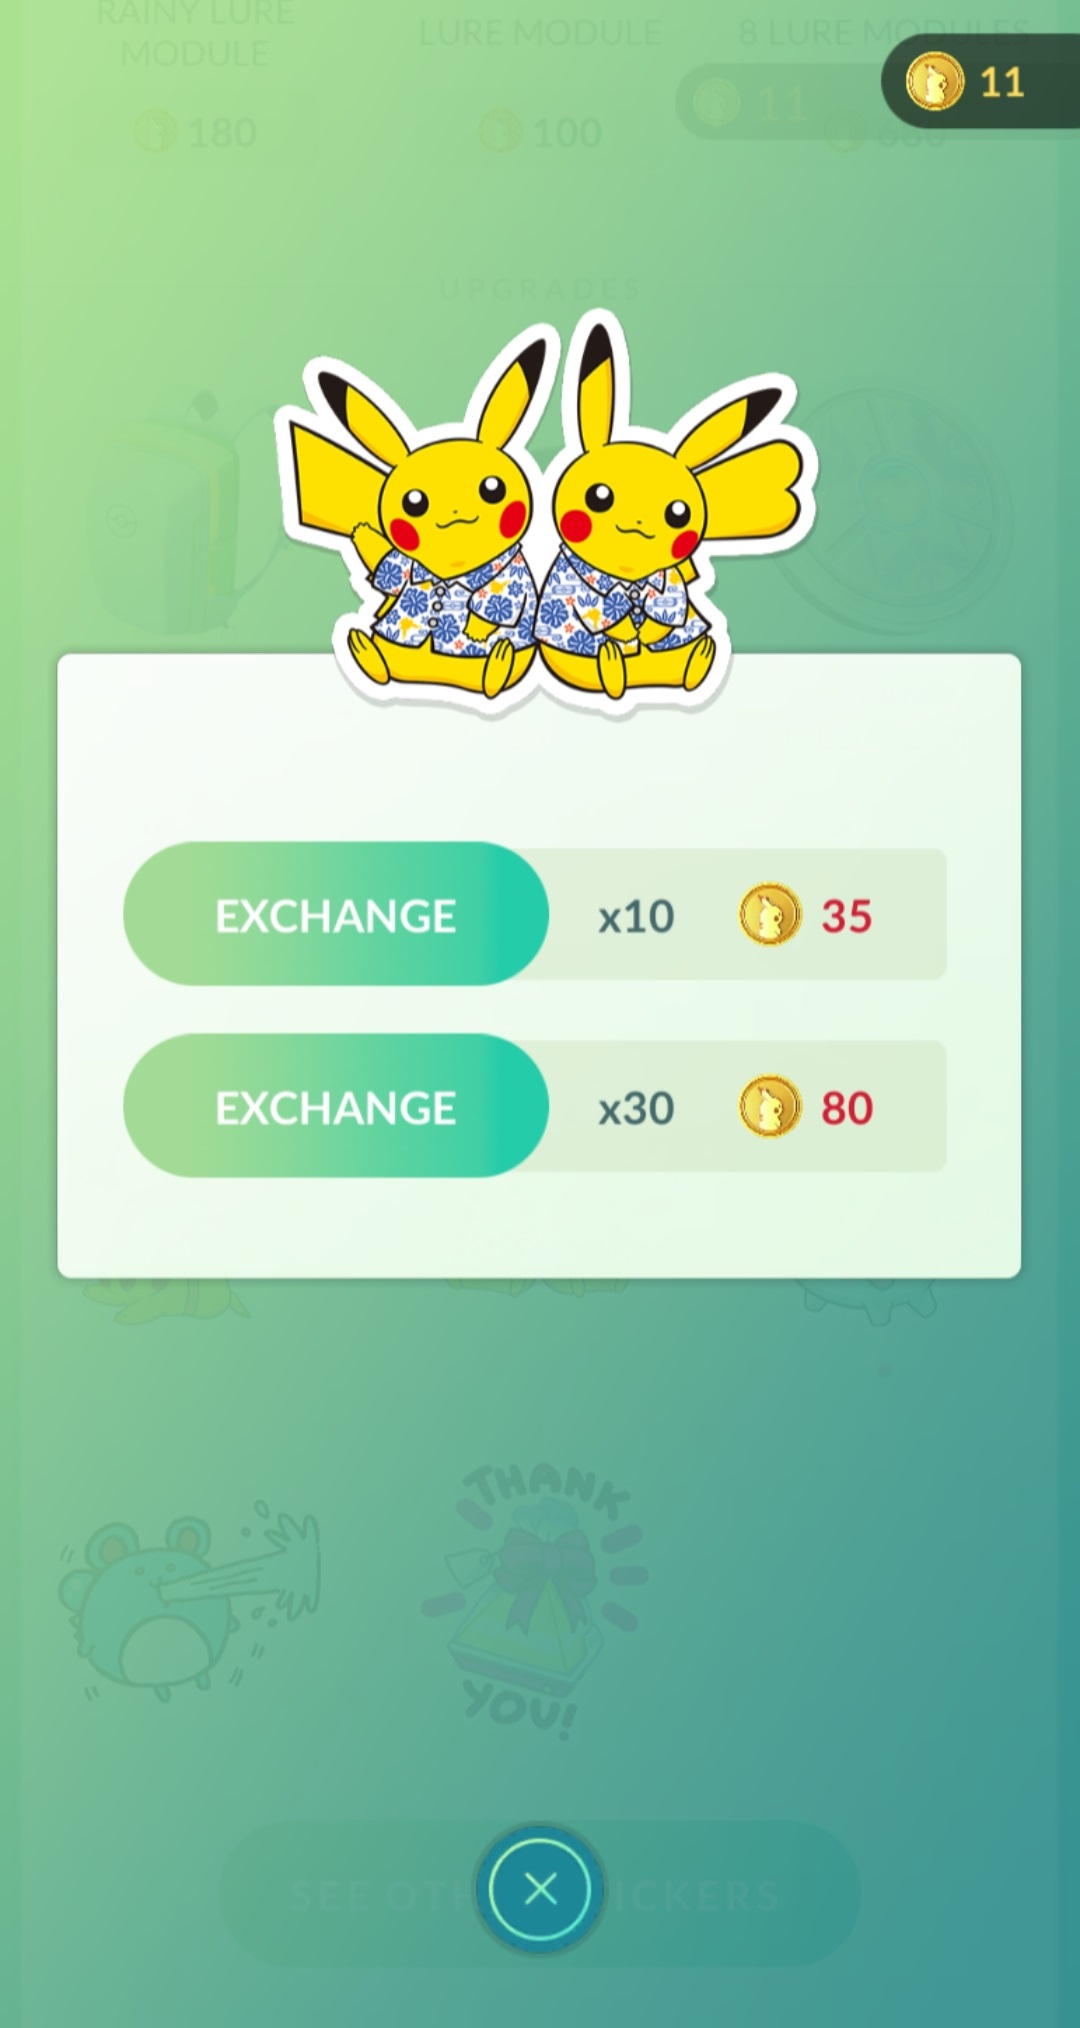 RAINY LURE
MODULE
LURE MODULE
8 LURE MODULES
11
11
180
100
680
UPGRADES
EXCHANGE x10 35
EXCHANGE x30 80
THANK
YOU!
SEE OTH ICKERS